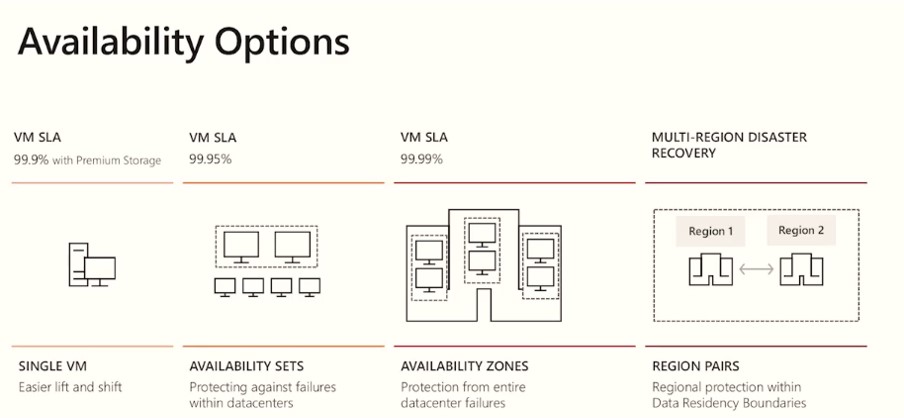 Availability Options
VM SLA
99.9% with Premium Storage
VM SLA
99.95%
VM SLA
99.99%
MULTI-REGION DISASTER
RECOVERY
Region 1
Region 2
SINGLE VM
Easier lift and shift
AVAILABILITY SETS
Protecting against failures
within datacenters
AVAILABILITY ZONES
Protection from entire
datacenter failures
REGION PAIRS
Regional protection within
Data Residency Boundaries